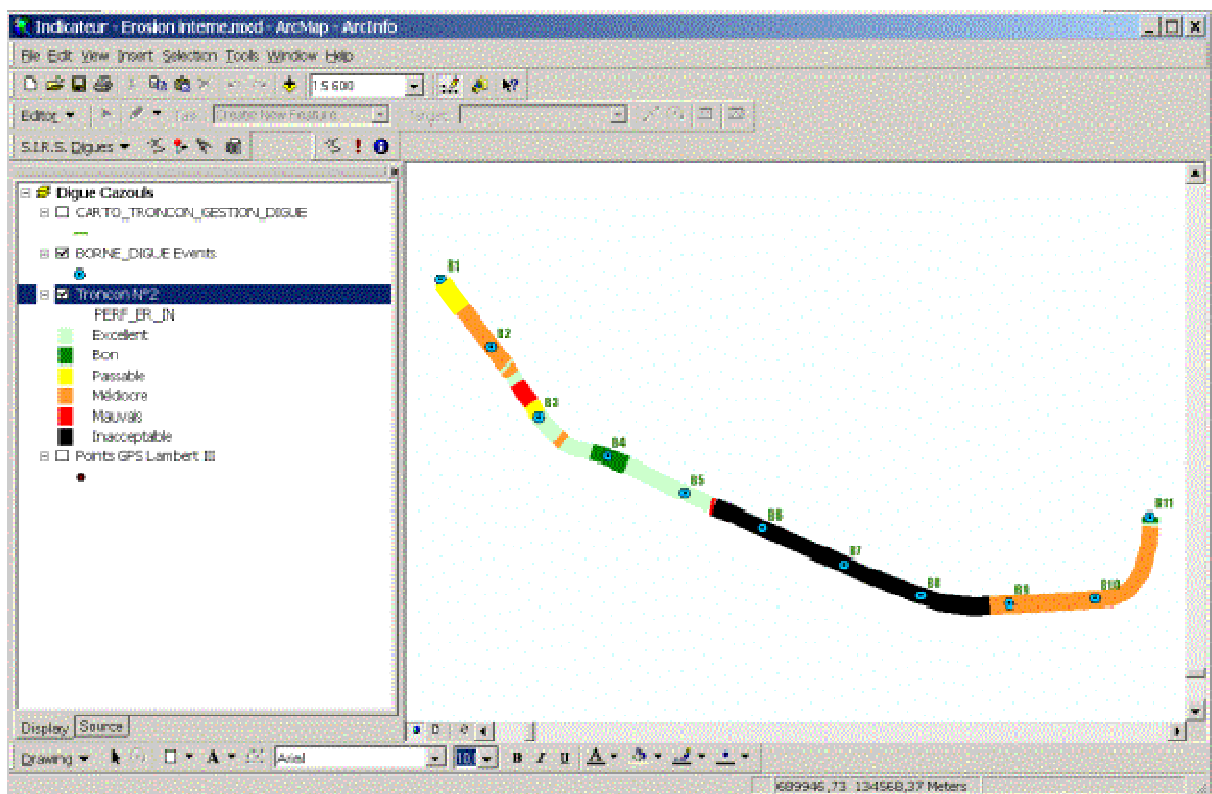 Indicateur - Erosion interne.mxd - ArcMap - ArcInfo
File Edit View Insert Selection Tools Window Help
1:5 600
Editor Task: Create New Feature Target:
S.I.R.S. Digues
Digue Cazouls
CARTO_TRONCON_GESTION_DIGUE
BORNE_DIGUE Events
Troncon N°2
PERF_ER_IN
Excellent
Bon
Passable
Médiocre
Mauvais
Inacceptable
Points GPS Lambert III
B1
B2
B3
B4
B5
B6
B7
B8
B9
B10
B11
Display Source
Drawing A Arial 10 B I U A
689946,73 134568,37 Meters